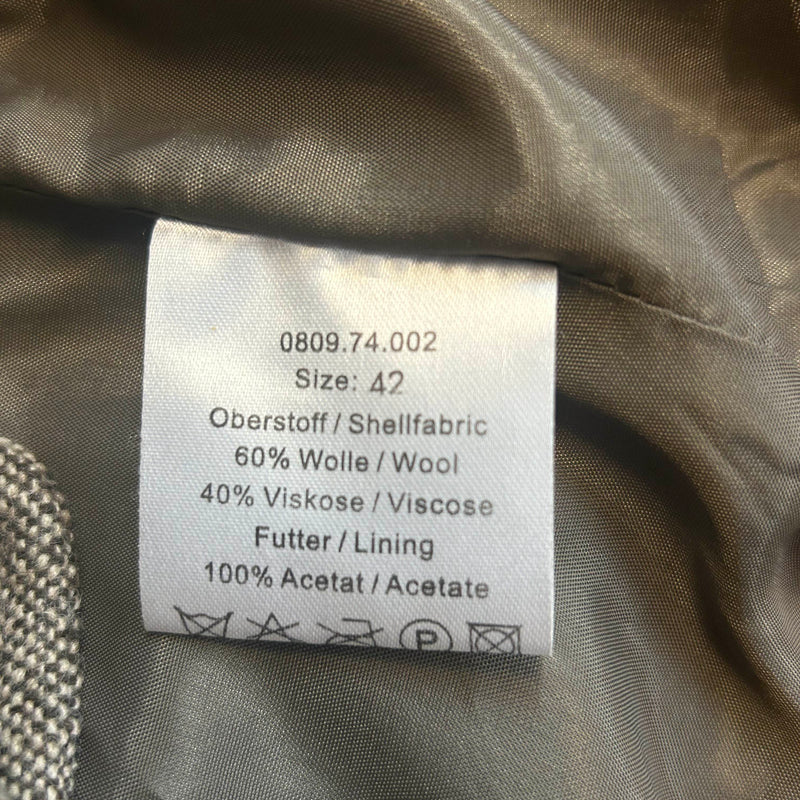 0809.74.002
Size: 42
Oberstoff / Shellfabric
60% Wolle / Wool
40% Viskose / Viscose
Futter / Lining
100% Acetat / Acetate
P